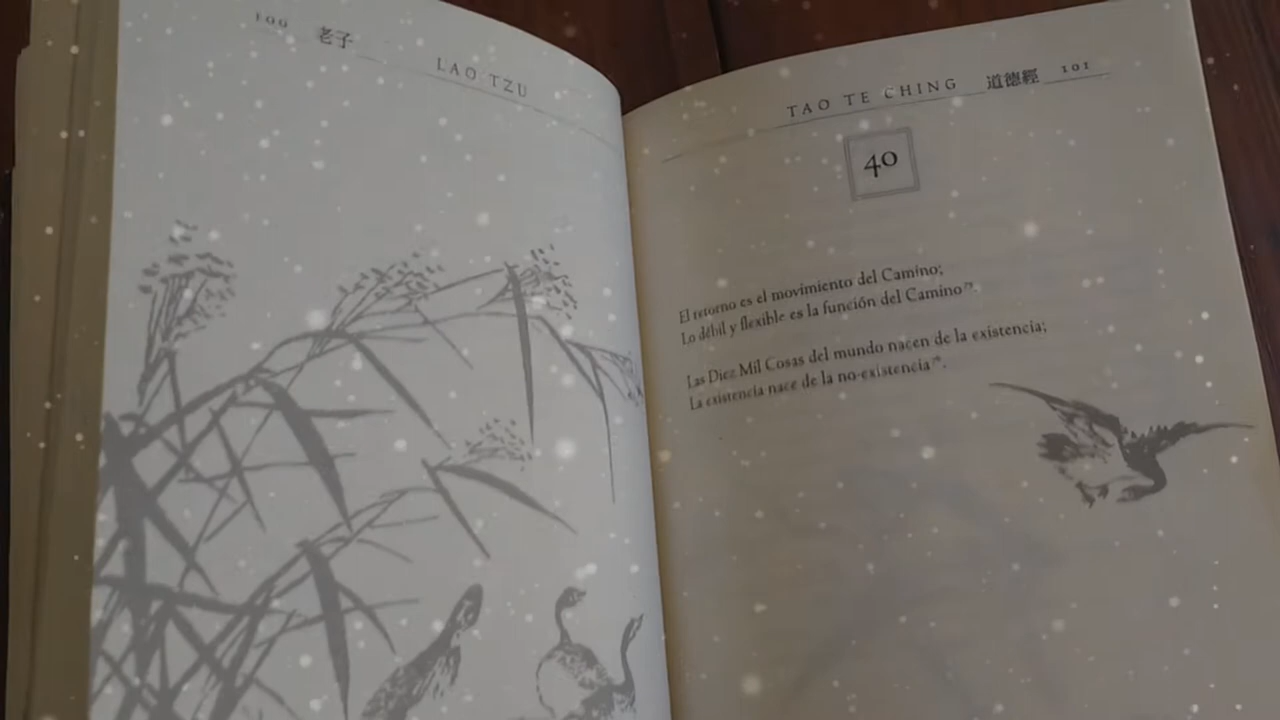 100 老子
LAO TZU
TAO TE CHING 道德經 101
40
El retorno es el movimiento del Camino;
Lo débil y flexible es la función del Camino⁷⁵.
Las Diez Mil Cosas del mundo nacen de la existencia;
La existencia nace de la no-existencia⁷⁶.